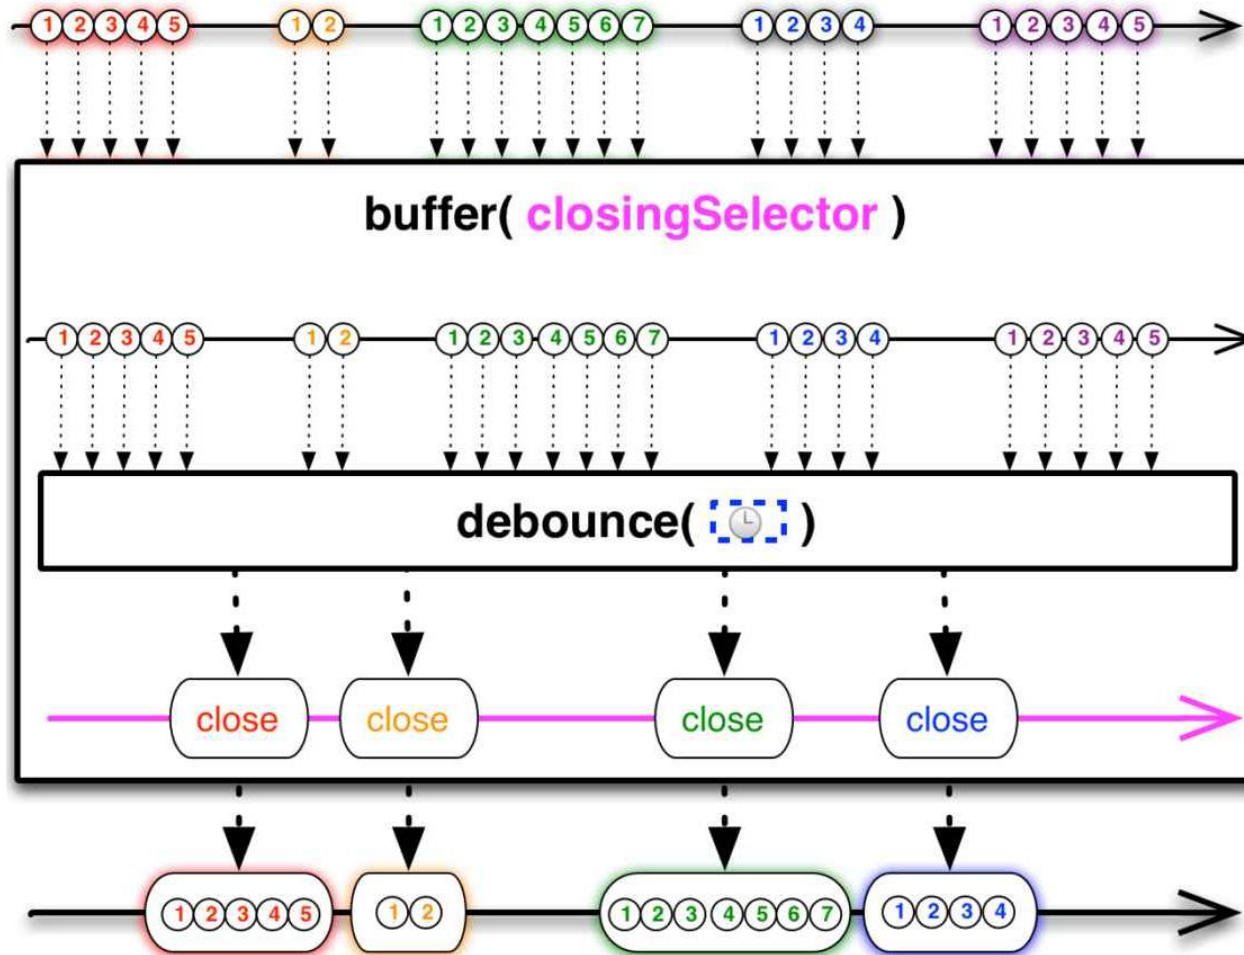 1 2 3 4 5 1 2 1 2 3 4 5 6 7 1 2 3 4 1 2 3 4 5
buffer( closingSelector )
1 2 3 4 5 1 2 1 2 3 4 5 6 7 1 2 3 4 1 2 3 4 5
debounce( )
close close close close
1 2 3 4 5 1 2 1 2 3 4 5 6 7 1 2 3 4